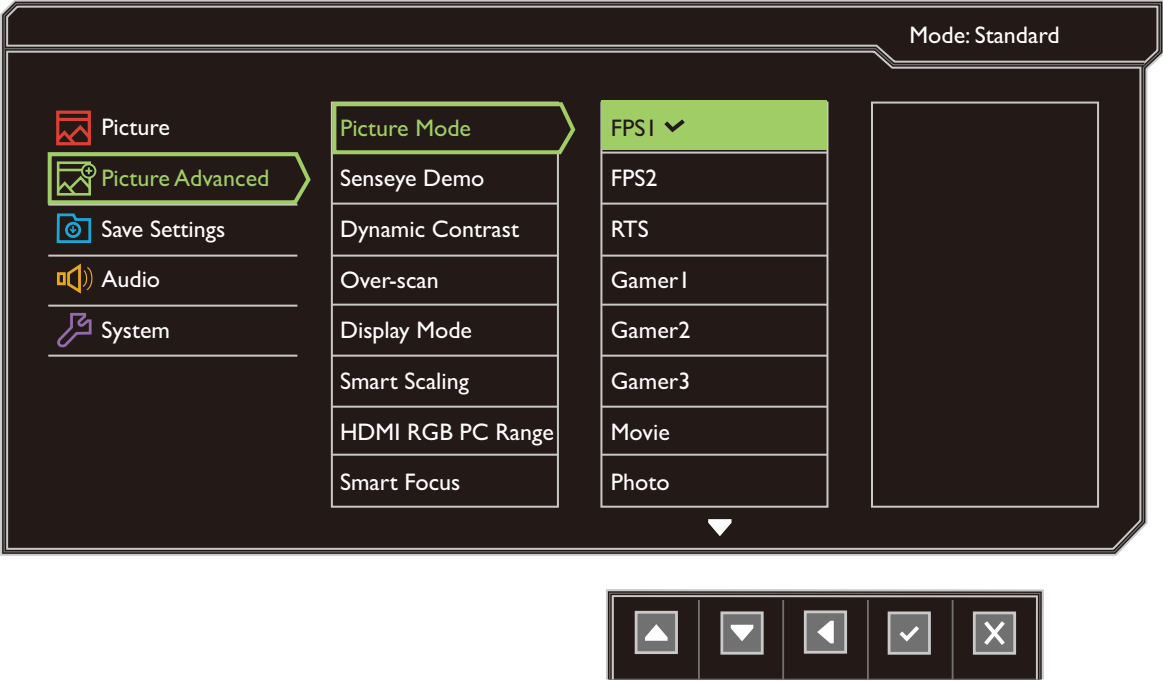 Mode: Standard
Picture
Picture Advanced
Save Settings
Audio
System
Picture Mode
Senseye Demo
Dynamic Contrast
Over-scan
Display Mode
Smart Scaling
HDMI RGB PC Range
Smart Focus
FPS1
FPS2
RTS
Gamer1
Gamer2
Gamer3
Movie
Photo